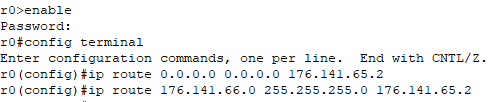 r0>enable
Password:
r0#config terminal
Enter configuration commands, one per line.  End with CNTL/Z.
r0(config)#ip route 0.0.0.0 0.0.0.0 176.141.65.2
r0(config)#ip route 176.141.66.0 255.255.255.0 176.141.65.2